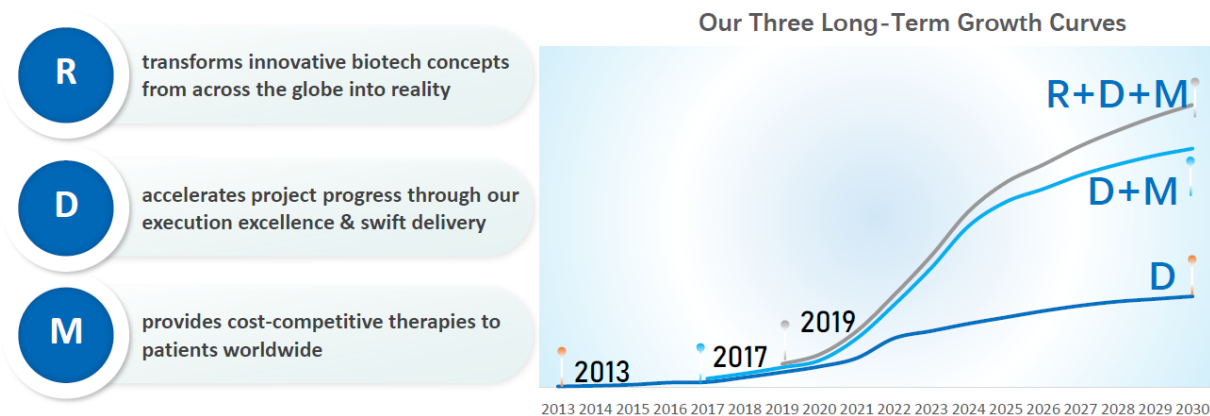 R
transforms innovative biotech concepts
from across the globe into reality
D
accelerates project progress through our
execution excellence & swift delivery
M
provides cost-competitive therapies to
patients worldwide
Our Three Long-Term Growth Curves
R+D+M
D+M
D
2019
2017
2013
2013 2014 2015 2016 2017 2018 2019 2020 2021 2022 2023 2024 2025 2026 2027 2028 2029 2030